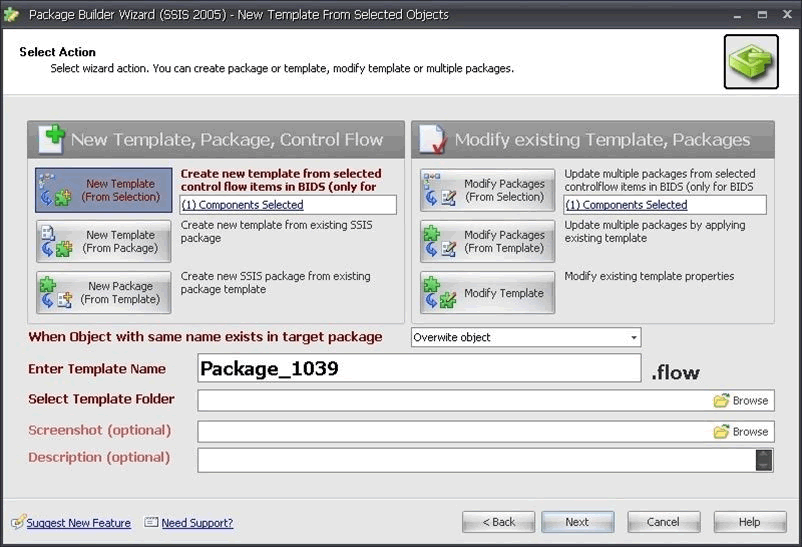 Package Builder Wizard (SSIS 2005) - New Template From Selected Objects
Select Action
Select wizard action. You can create package or template, modify template or multiple packages.
New Template, Package, Control Flow
New Template
(From Selection)
Create new template from selected
control flow items in BIDS (only for
(1) Components Selected
New Template
(From Package)
Create new template from existing SSIS
package
New Package
(From Template)
Create new SSIS package from existing
package template
Modify existing Template, Packages
Modify Packages
(From Selection)
Update multiple packages from selected
controlflow items in BIDS (only for BIDS
(1) Components Selected
Modify Packages
(From Template)
Update multiple packages by applying
existing template
Modify Template
Modify existing template properties
When Object with same name exists in target package
Overwite object
Enter Template Name
Package_1039
.flow
Select Template Folder
Browse
Screenshot (optional)
Browse
Description (optional)
Suggest New Feature
Need Support?
< Back
Next
Cancel
Help